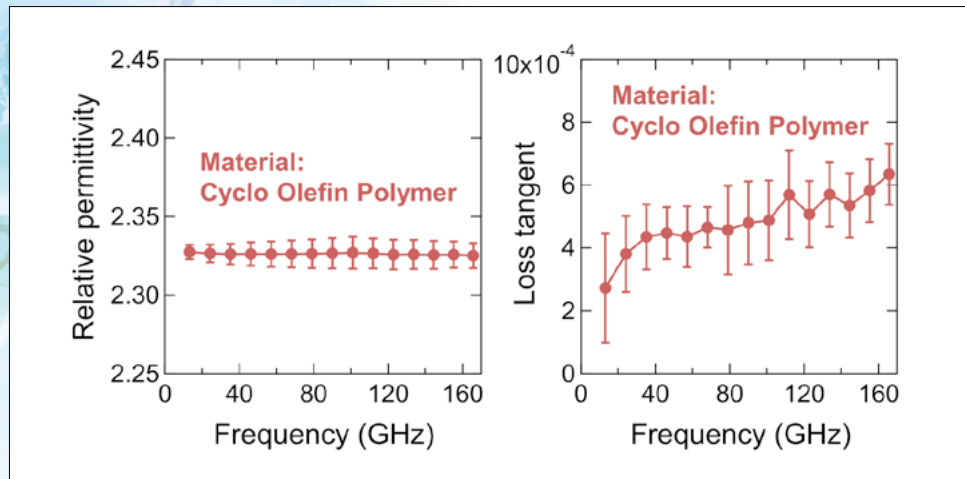 2.45
2.40
2.35
2.30
2.25
Relative permittivity
Material:
Cyclo Olefin Polymer
0 40 80 120 160
Frequency (GHz)
10x10⁻⁴
8
6
4
2
0
Loss tangent
Material:
Cyclo Olefin Polymer
0 40 80 120 160
Frequency (GHz)